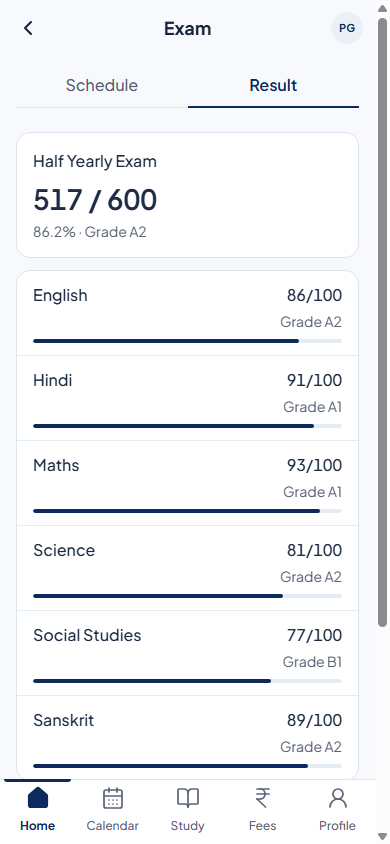 Exam
PG
Schedule
Result
Half Yearly Exam
517 / 600
86.2% · Grade A2
English 86/100
Grade A2
Hindi 91/100
Grade A1
Maths 93/100
Grade A1
Science 81/100
Grade A2
Social Studies 77/100
Grade B1
Sanskrit 89/100
Grade A2
Home
Calendar
Study
Fees
Profile